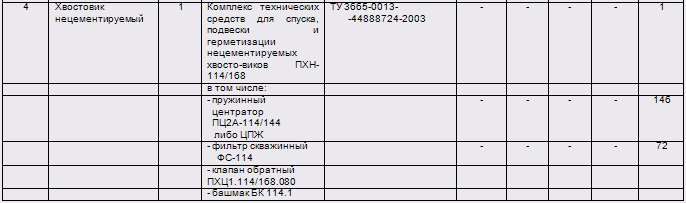 4 Хвостовик 1 Комплекс технических ТУ 3665-0013- - - - - 1
нецементируемый средств для спуска, -44888724-2003
подвески и
герметизации
нецементируемых
хвосто-виков ПХН-
114/168
в том числе:
- пружинный - - - - 146
центратор
ПЦ2А-114/144
либо ЦПЖ
- фильтр скважинный - - - - 72
ФС-114
- клапан обратный
ПХЦ1.114/168.080
- башмак БК 114.1